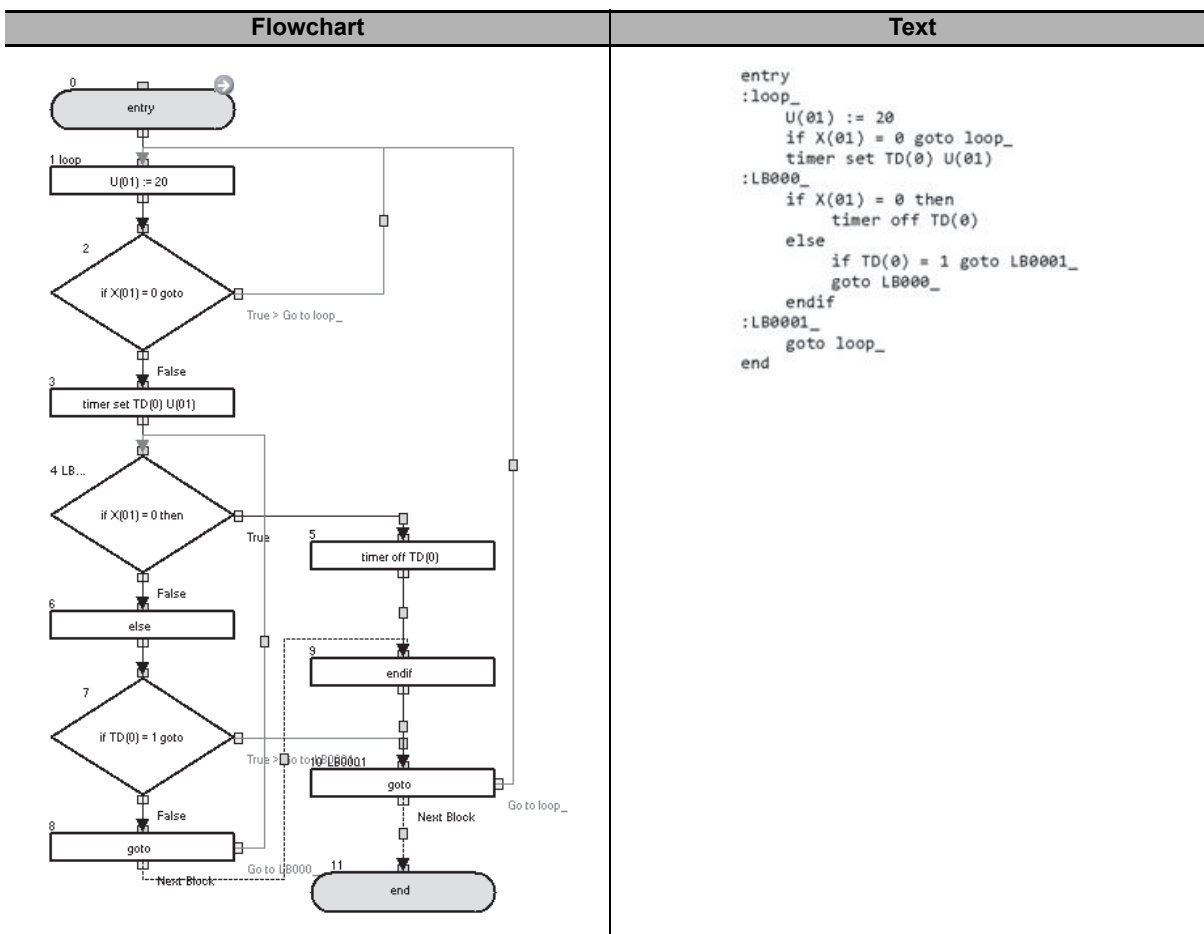 Flowchart
Text
0
entry
1 loop
U(01) := 20
2
if X(01) = 0 goto
True > Go to loop_
False
3
timer set TD(0) U(01)
4 LB...
if X(01) = 0 then
True
5
timer off TD(0)
False
6
else
9
endif
7
if TD(0) = 1 goto
True > Go to LB0001_
10 LB0001
goto
Go to loop_
Next Block
False
8
goto
Go to LB000_
Next Block
11
end
entry
:loop_
U(01) := 20
if X(01) = 0 goto loop_
timer set TD(0) U(01)
:LB000_
if X(01) = 0 then
timer off TD(0)
else
if TD(0) = 1 goto LB0001_
goto LB000_
endif
:LB0001_
goto loop_
end